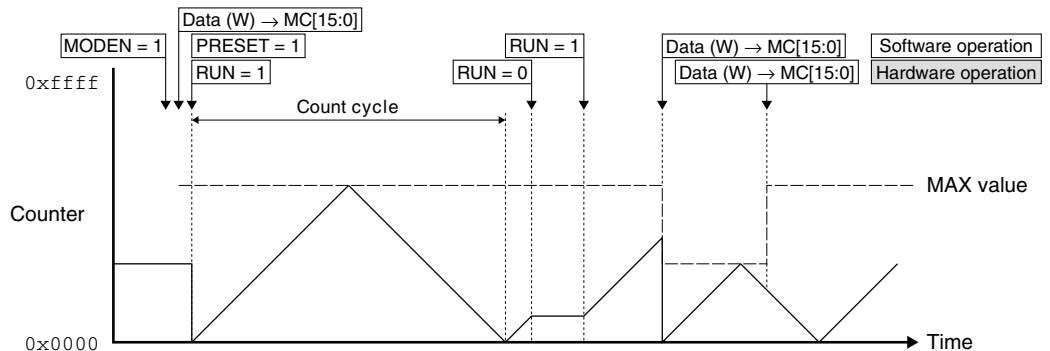 Data (W) → MC[15:0]
MODEN = 1
PRESET = 1
RUN = 1
Data (W) → MC[15:0]
Software operation
RUN = 1
RUN = 0
Data (W) → MC[15:0]
Hardware operation
0xffff
Count cycle
MAX value
Counter
0x0000
Time